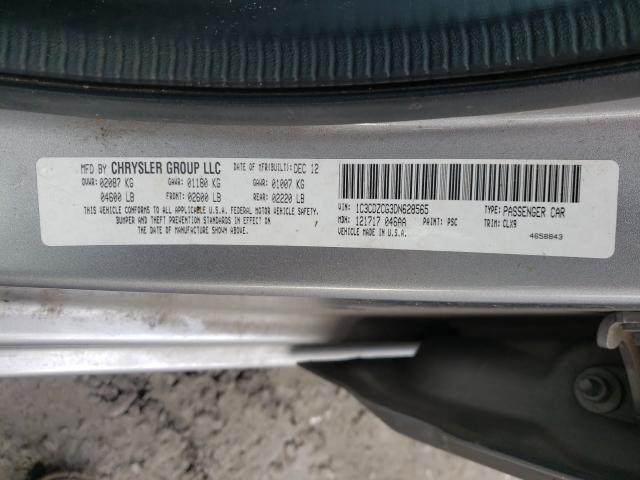 MFD BY CHRYSLER GROUP LLC DATE OF MFR(BUILT): DEC 12
GVWR: 02087 KG GAWR: 01180 KG GAWR: 01007 KG
04600 LB FRONT: 02600 LB REAR: 02220 LB
THIS VEHICLE CONFORMS TO ALL APPLICABLE U.S.A. FEDERAL MOTOR VEHICLE SAFETY,
BUMPER AND THEFT PREVENTION STANDARDS IN EFFECT ON
THE DATE OF MANUFACTURE SHOWN ABOVE.
VIN: 1C3CDZCG3DN628565 TYPE: PASSENGER CAR
MDH: 121717 04GAA PAINT: PSC TRIM: CLX9
VEHICLE MADE IN U.S.A. 4658843